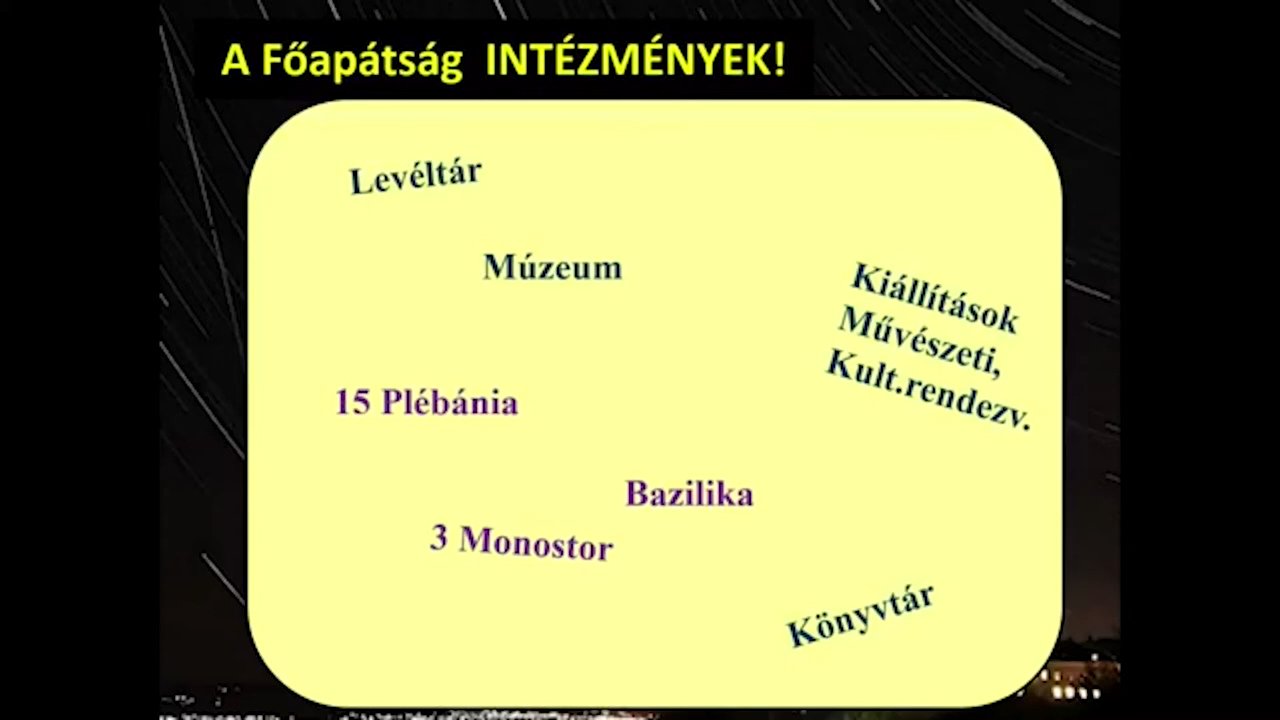 A Főapátság INTÉZMÉNYEK!
Levéltár
Múzeum
Kiállítások
Művészeti,
Kult.rendezv.
15 Plébánia
Bazilika
3 Monostor
Könyvtár